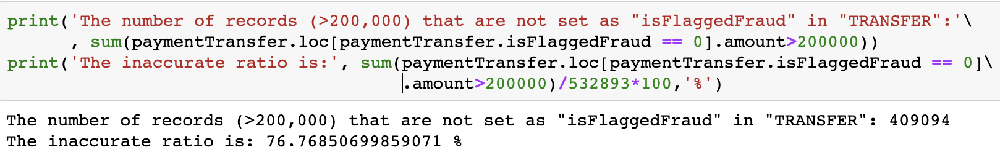 print('The number of records (>200,000) that are not set as "isFlaggedFraud" in "TRANSFER":'\
, sum(paymentTransfer.loc[paymentTransfer.isFlaggedFraud == 0].amount>200000))
print('The inaccurate ratio is:', sum(paymentTransfer.loc[paymentTransfer.isFlaggedFraud == 0]\
.amount>200000)/532893*100,'%')
The number of records (>200,000) that are not set as "isFlaggedFraud" in "TRANSFER": 409094
The inaccurate ratio is: 76.76850699859071 %